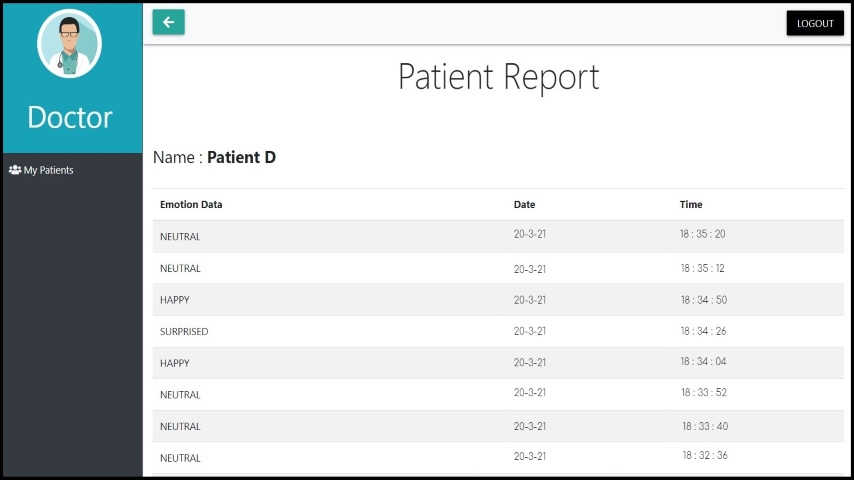 LOGOUT
Doctor
My Patients
Patient Report
Name : Patient D
Emotion Data Date Time
NEUTRAL 20-3-21 18 : 35 : 20
NEUTRAL 20-3-21 18 : 35 : 12
HAPPY 20-3-21 18 : 34 : 50
SURPRISED 20-3-21 18 : 34 : 26
HAPPY 20-3-21 18 : 34 : 04
NEUTRAL 20-3-21 18 : 33 : 52
NEUTRAL 20-3-21 18 : 33 : 40
NEUTRAL 20-3-21 18 : 32 : 36